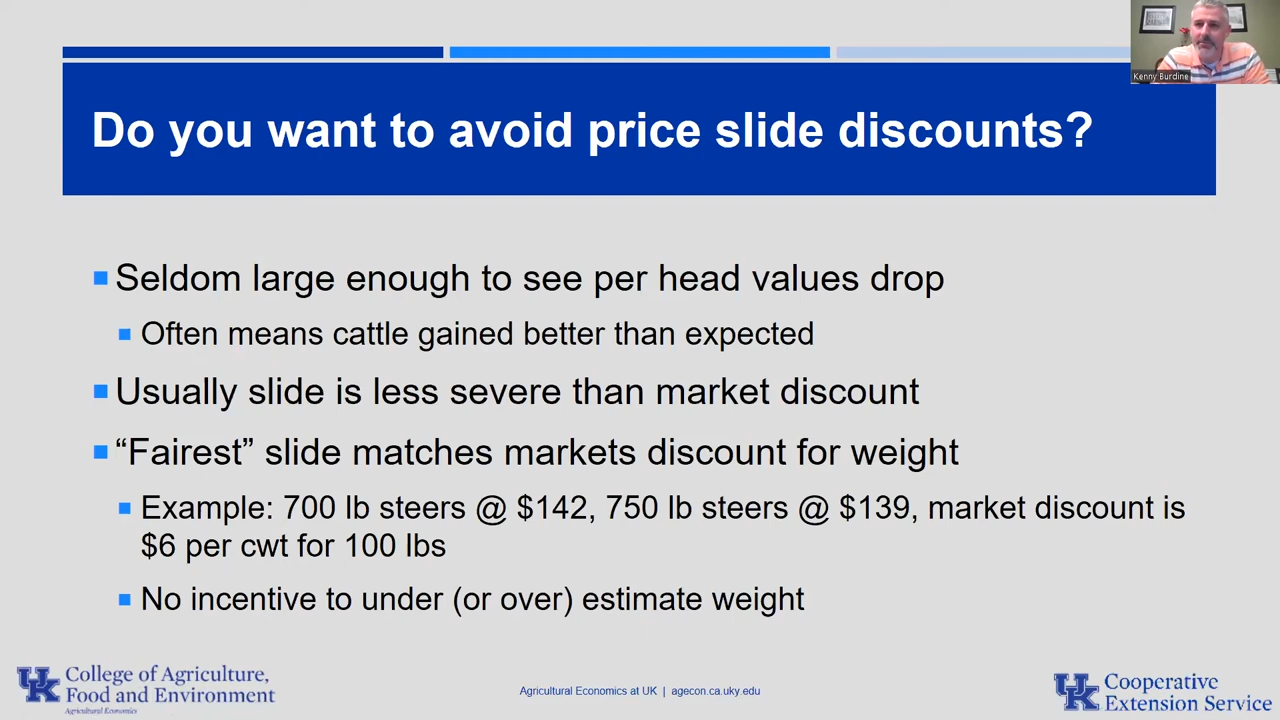 Kenny Burdine
Do you want to avoid price slide discounts?
Seldom large enough to see per head values drop
Often means cattle gained better than expected
Usually slide is less severe than market discount
“Fairest” slide matches markets discount for weight
Example: 700 lb steers @ $142, 750 lb steers @ $139, market discount is
$6 per cwt for 100 lbs
No incentive to under (or over) estimate weight
UK College of Agriculture,
Food and Environment
Agricultural Economics
Agricultural Economics at UK | agecon.ca.uky.edu
UK Cooperative
Extension Service